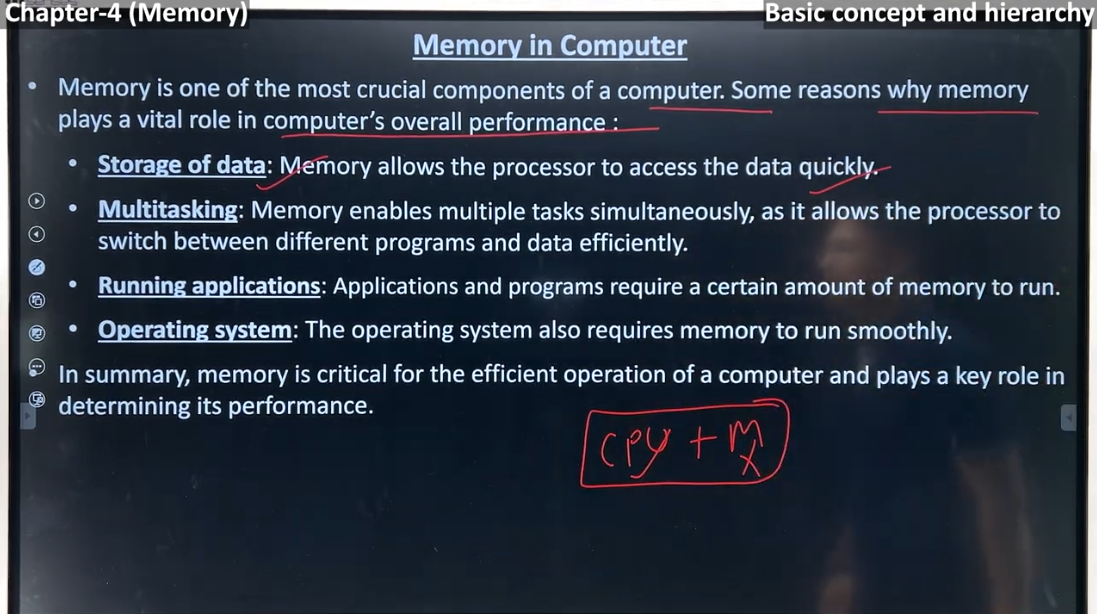 Chapter-4 (Memory)
Basic concept and hierarchy
Memory in Computer
• Memory is one of the most crucial components of a computer. Some reasons why memory
plays a vital role in computer's overall performance :
• Storage of data: Memory allows the processor to access the data quickly.
• Multitasking: Memory enables multiple tasks simultaneously, as it allows the processor to
switch between different programs and data efficiently.
• Running applications: Applications and programs require a certain amount of memory to run.
• Operating system: The operating system also requires memory to run smoothly.
In summary, memory is critical for the efficient operation of a computer and plays a key role in
determining its performance.
CPU + M